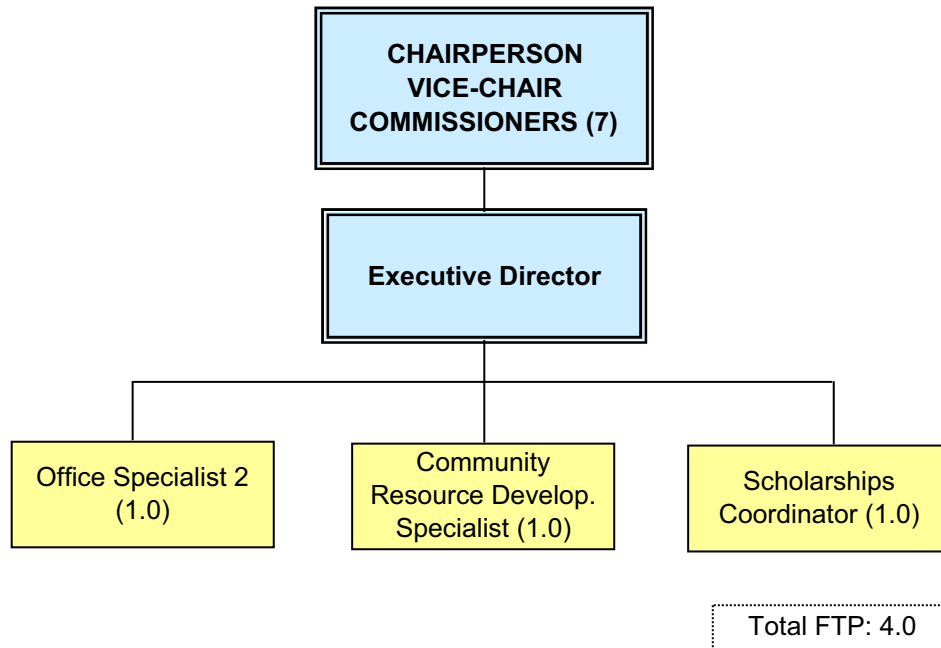 CHAIRPERSON
VICE-CHAIR
COMMISSIONERS (7)
Executive Director
Office Specialist 2
(1.0)
Community
Resource Develop.
Specialist (1.0)
Scholarships
Coordinator (1.0)
Total FTP: 4.0